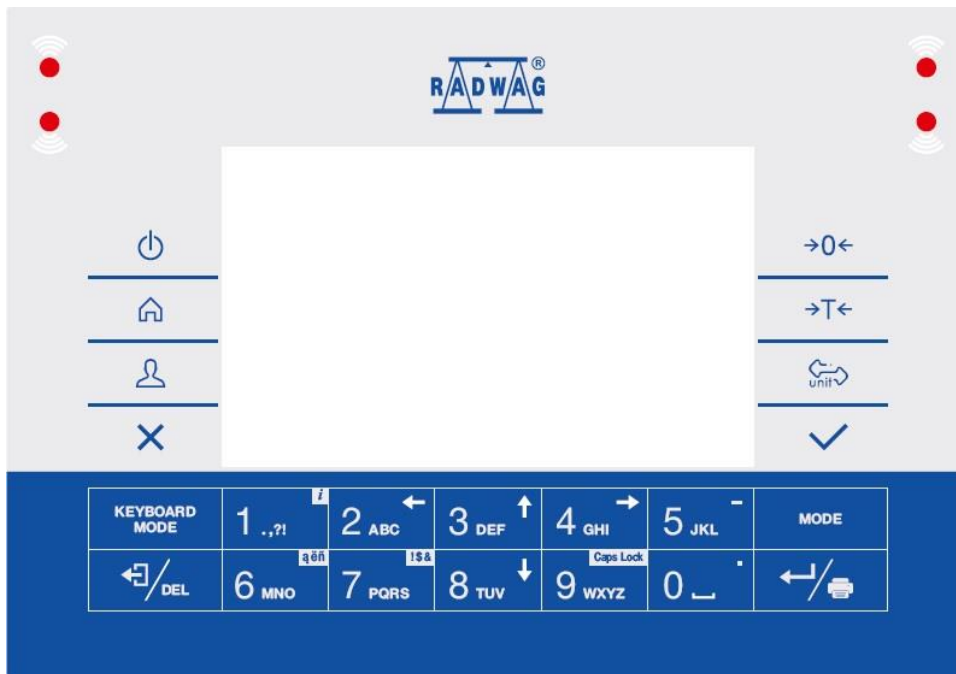 RADWAG®
→0←
→T←
unit
KEYBOARD
MODE
1 .,?! i
2 ABC ←
3 DEF ↑
4 GHI →
5 JKL -
MODE
DEL
6 MNO ąëñ
7 PQRS !$&
8 TUV ↓
9 WXYZ Caps Lock
0 .